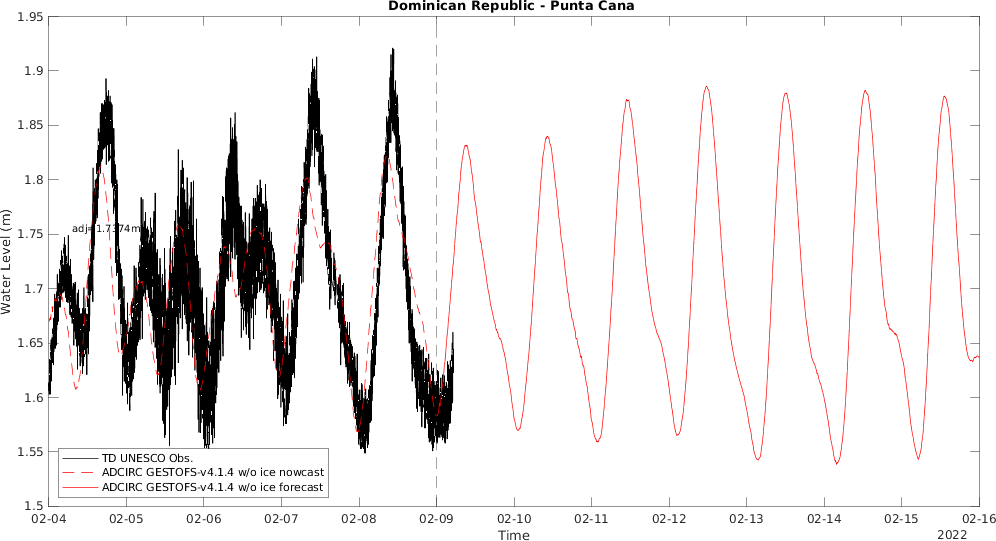 Dominican Republic - Punta Cana
Water Level (m)
1.95
1.9
1.85
1.8
1.75
1.7
1.65
1.6
1.55
1.5
adj=1.7374m
TD UNESCO Obs.
ADCIRC GESTOFS-v4.1.4 w/o ice nowcast
ADCIRC GESTOFS-v4.1.4 w/o ice forecast
02-04 02-05 02-06 02-07 02-08 02-09 02-10 02-11 02-12 02-13 02-14 02-15 02-16
Time
2022